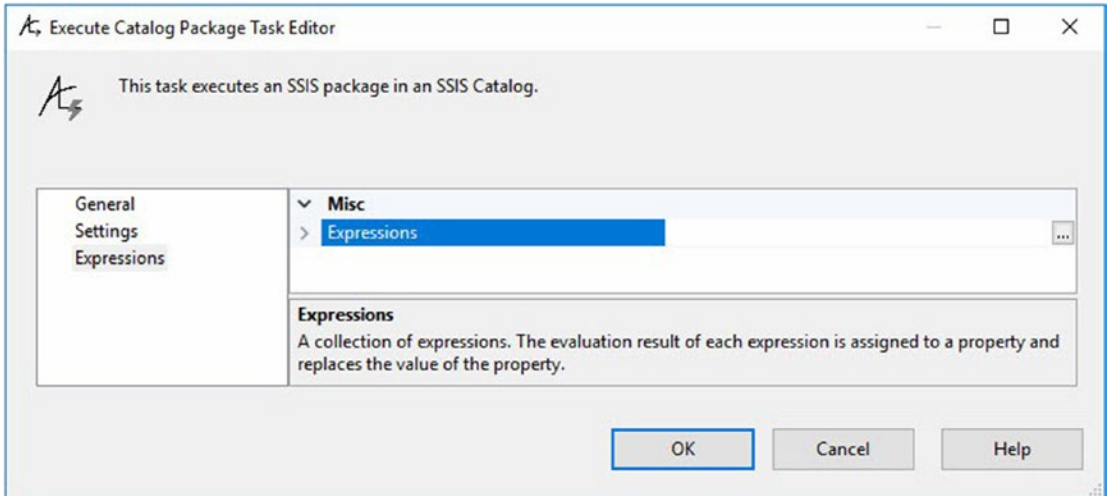 Execute Catalog Package Task Editor
This task executes an SSIS package in an SSIS Catalog.
General
Settings
Expressions
Misc
Expressions
...
Expressions
A collection of expressions. The evaluation result of each expression is assigned to a property and
replaces the value of the property.
OK Cancel Help